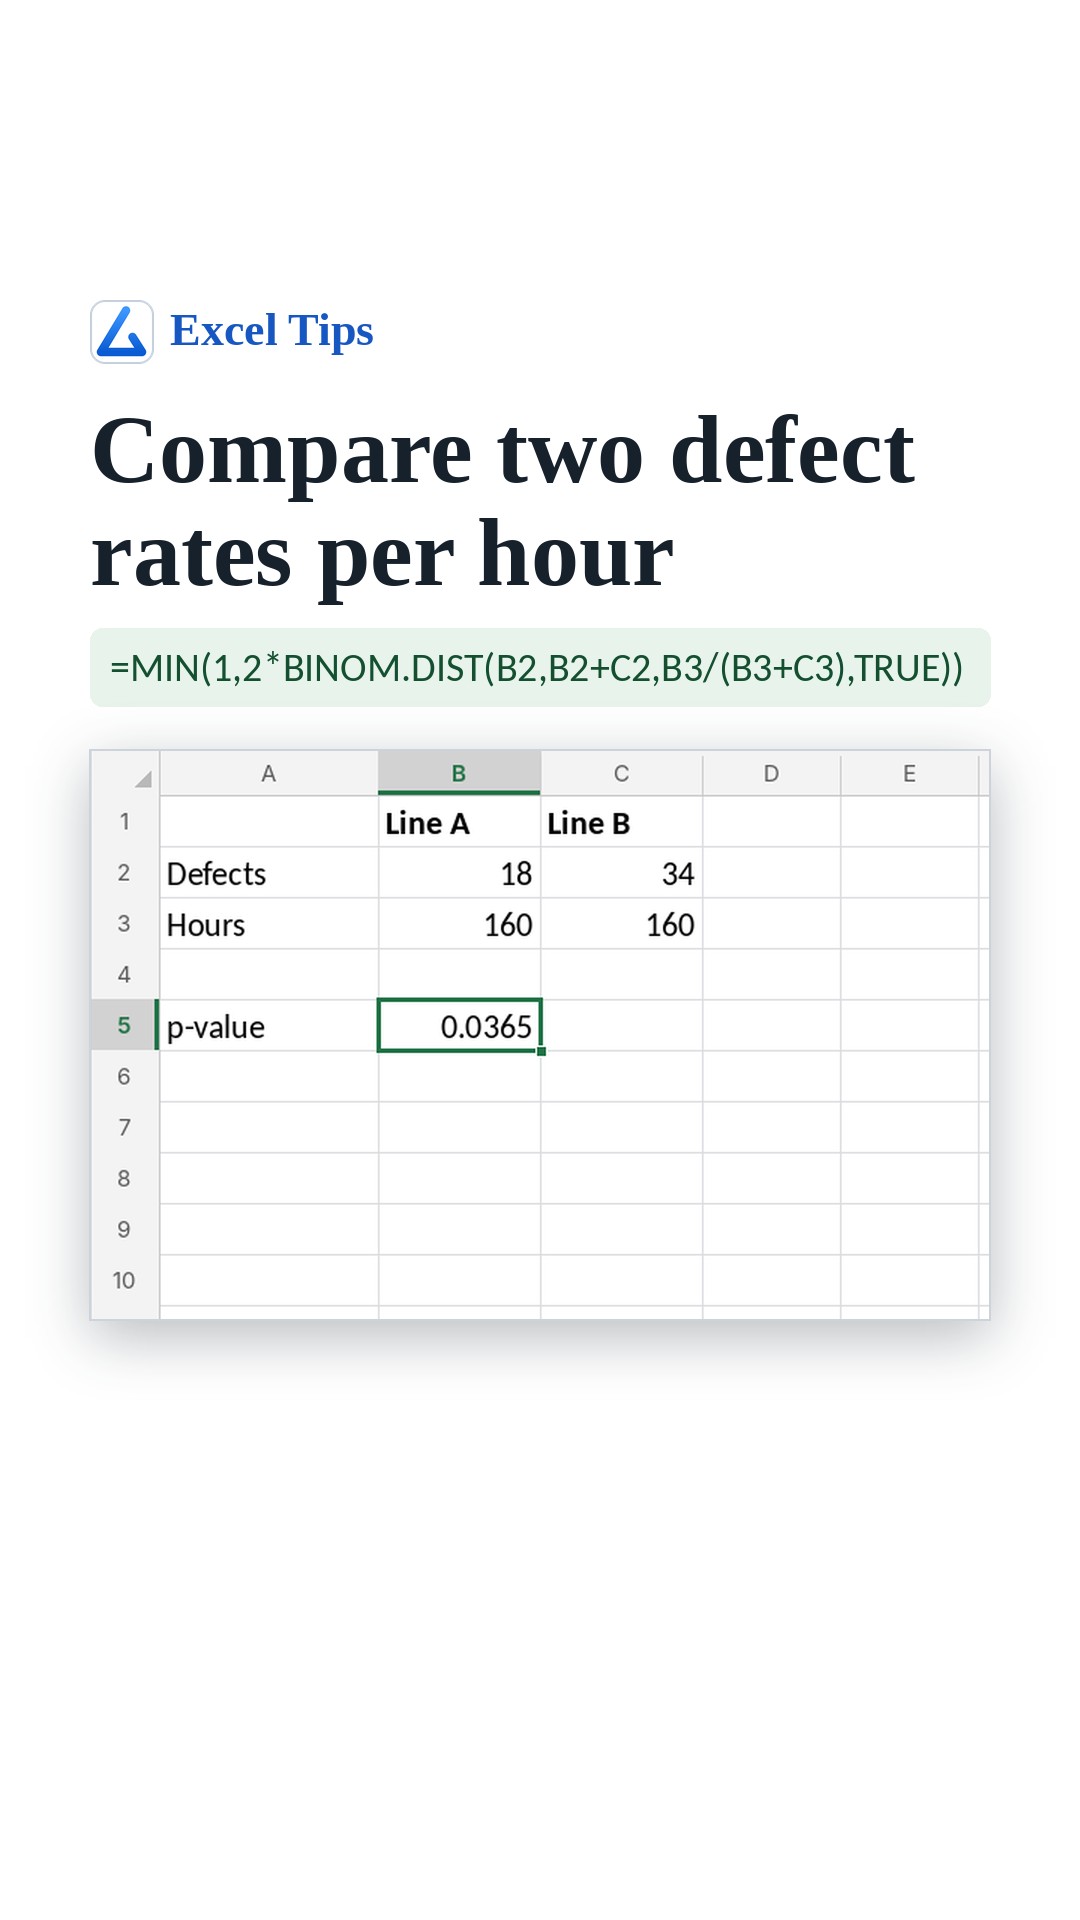 Excel Tips
Compare two defect
rates per hour
=MIN(1,2*BINOM.DIST(B2,B2+C2,B3/(B3+C3),TRUE))
A B C D E
1 Line A Line B
2 Defects 18 34
3 Hours 160 160
4
5 p-value 0.0365
6
7
8
9
10